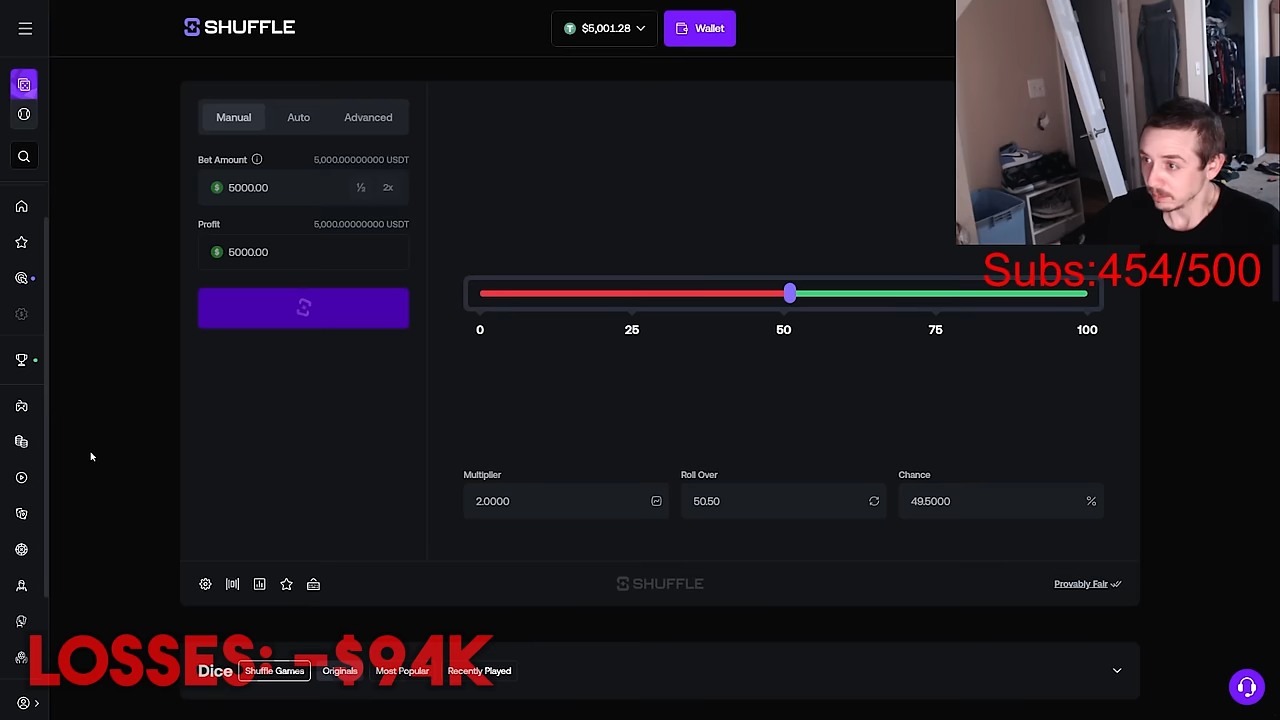 SHUFFLE
$5,001.28
Wallet
Manual Auto Advanced
Bet Amount 5,000.00000000 USDT
$ 5000.00 ½ 2x
Profit 5,000.00000000 USDT
$ 5000.00
Subs:454/500
0 25 50 75 100
Multiplier Roll Over Chance
2.0000 50.50 49.5000 %
SHUFFLE
Provably Fair
LOSSES: -$94K
Dice Shuffle Games Originals Most Popular Recently Played